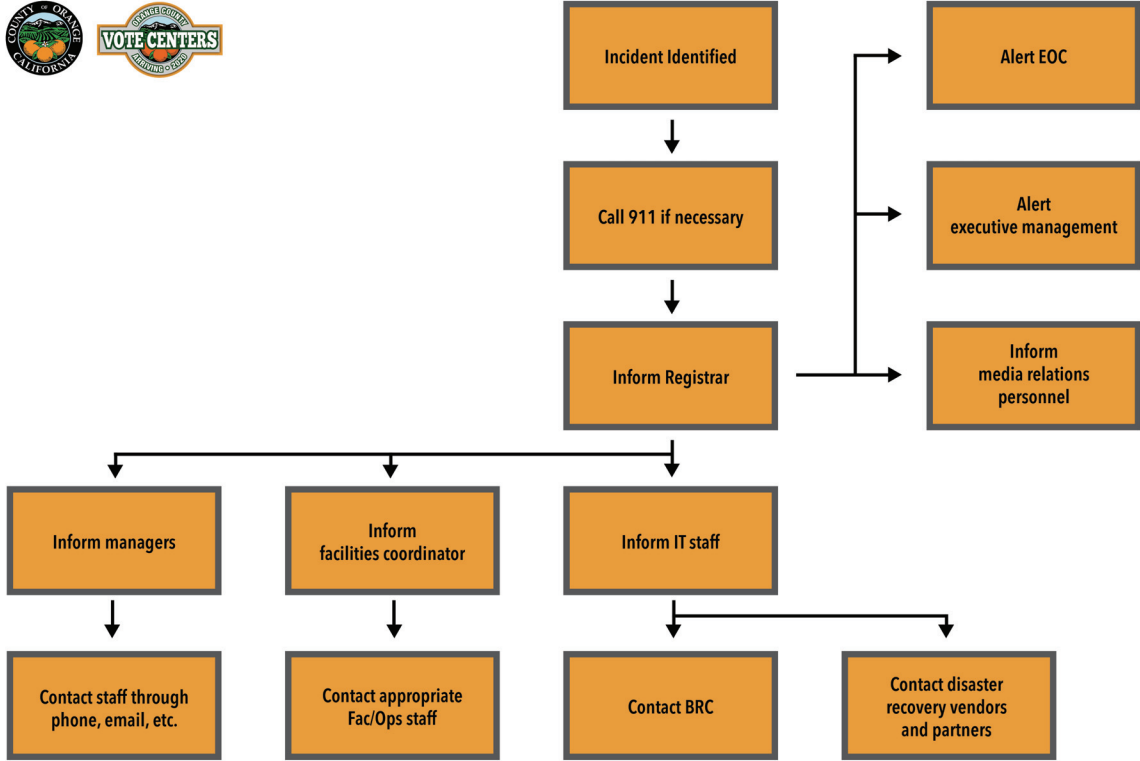 COUNTY OF ORANGE
CALIFORNIA
ORANGE COUNTY
VOTE CENTERS
ARRIVING • 2020
Incident Identified
Alert EOC
Call 911 if necessary
Alert
executive management
Inform Registrar
Inform
media relations
personnel
Inform managers
Inform
facilities coordinator
Inform IT staff
Contact staff through
phone, email, etc.
Contact appropriate
Fac/Ops staff
Contact BRC
Contact disaster
recovery vendors
and partners